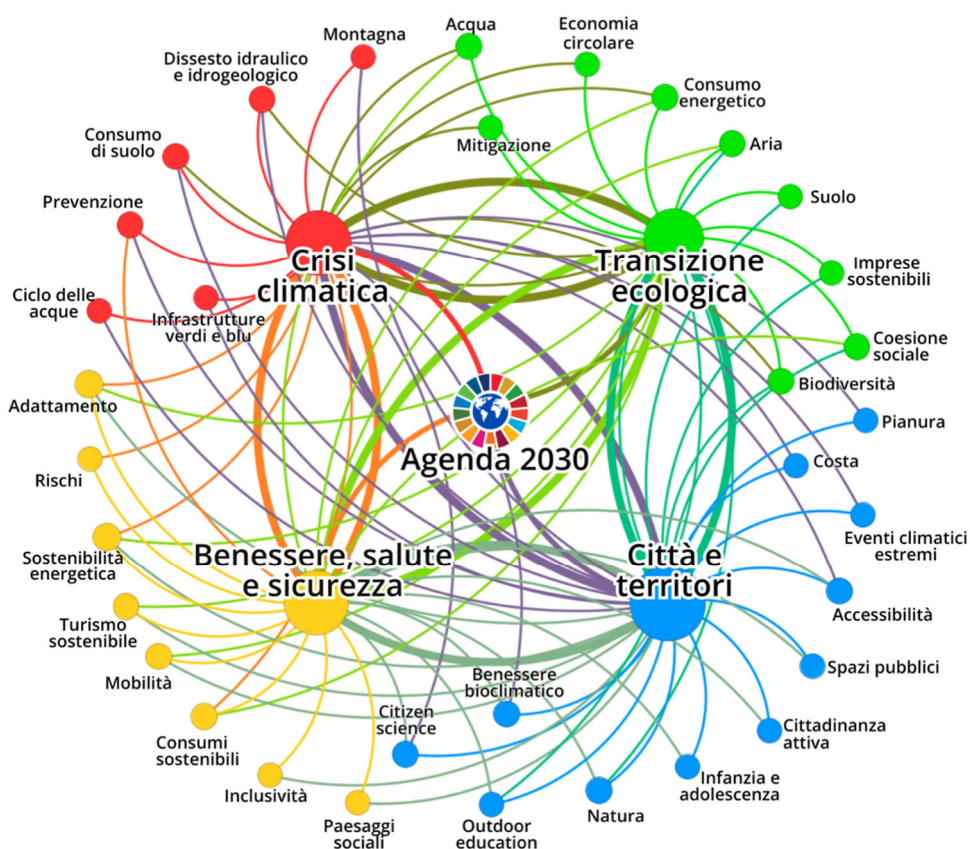 Acqua
Economia
circolare
Montagna
Dissesto idraulico
e idrogeologico
Consumo
energetico
Consumo
di suolo
Mitigazione
Aria
Suolo
Prevenzione
Crisi
climatica
Transizione
ecologica
Imprese
sostenibili
Ciclo delle
acque
Infrastrutture
verdi e blu
Coesione
sociale
Biodiversità
Adattamento
Pianura
Agenda 2030
Costa
Rischi
Eventi climatici
estremi
Sostenibilità
energetica
Benessere, salute
e sicurezza
Città e
territori
Accessibilità
Turismo
sostenibile
Spazi pubblici
Mobilità
Benessere
bioclimatico
Citizen
science
Cittadinanza
attiva
Consumi
sostenibili
Infanzia e
adolescenza
Inclusività
Natura
Paesaggi
sociali
Outdoor
education